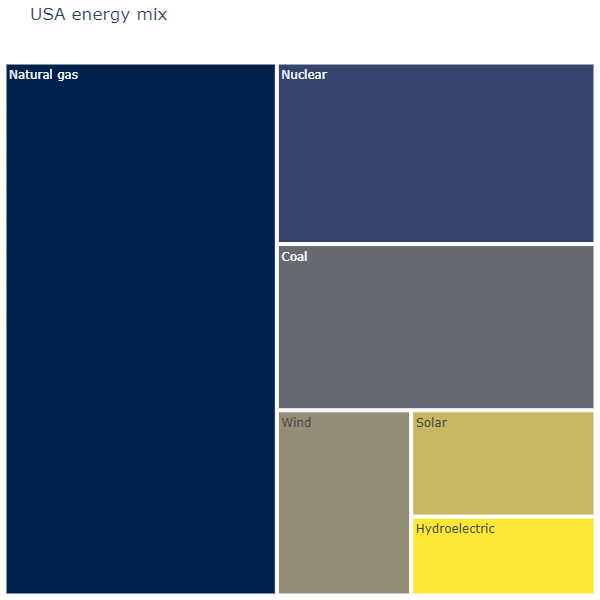 USA energy mix
Natural gas
Nuclear
Coal
Wind
Solar
Hydroelectric